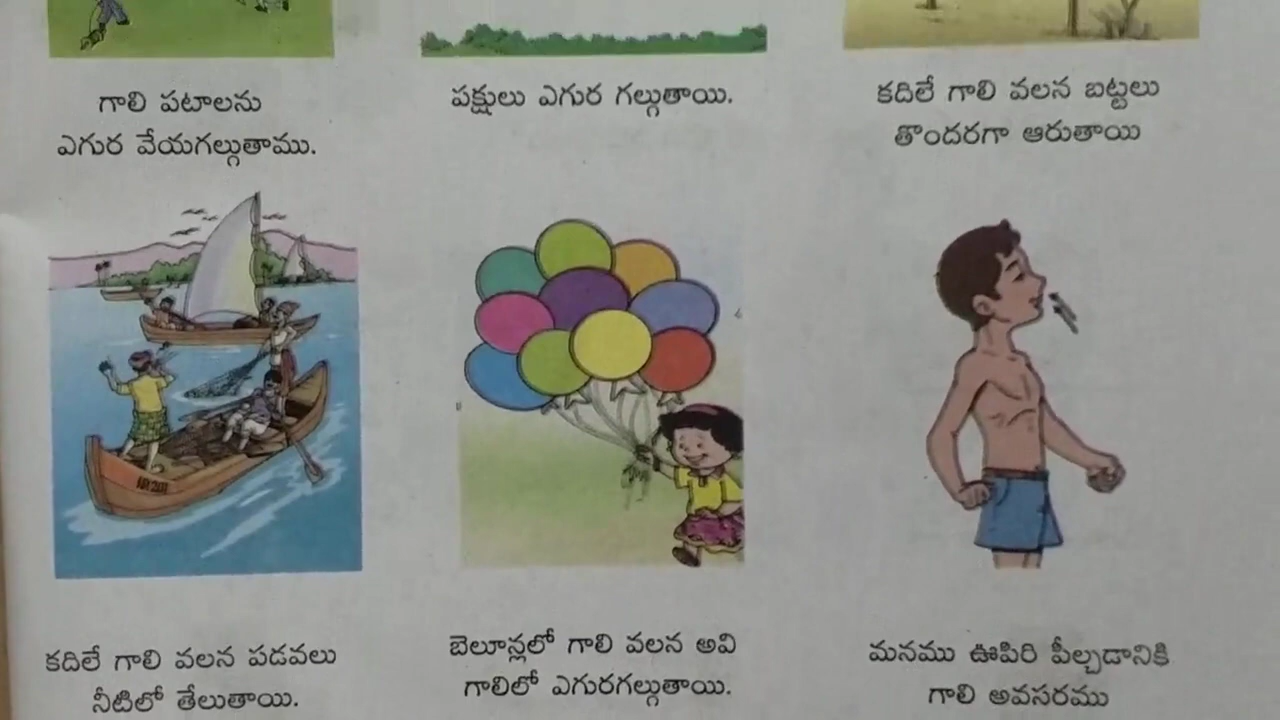 గాలి పటాలను
ఎగుర వేయగల్గుతాము.
పక్షులు ఎగుర గల్గుతాయి.
కదిలే గాలి వలన బట్టలు
తొందరగా ఆరుతాయి
కదిలే గాలి వలన పడవలు
నీటిలో తేలుతాయి.
బెలూన్లలో గాలి వలన అవి
గాలిలో ఎగురగల్గుతాయి.
మనము ఊపిరి పీల్చడానికి
గాలి అవసరము